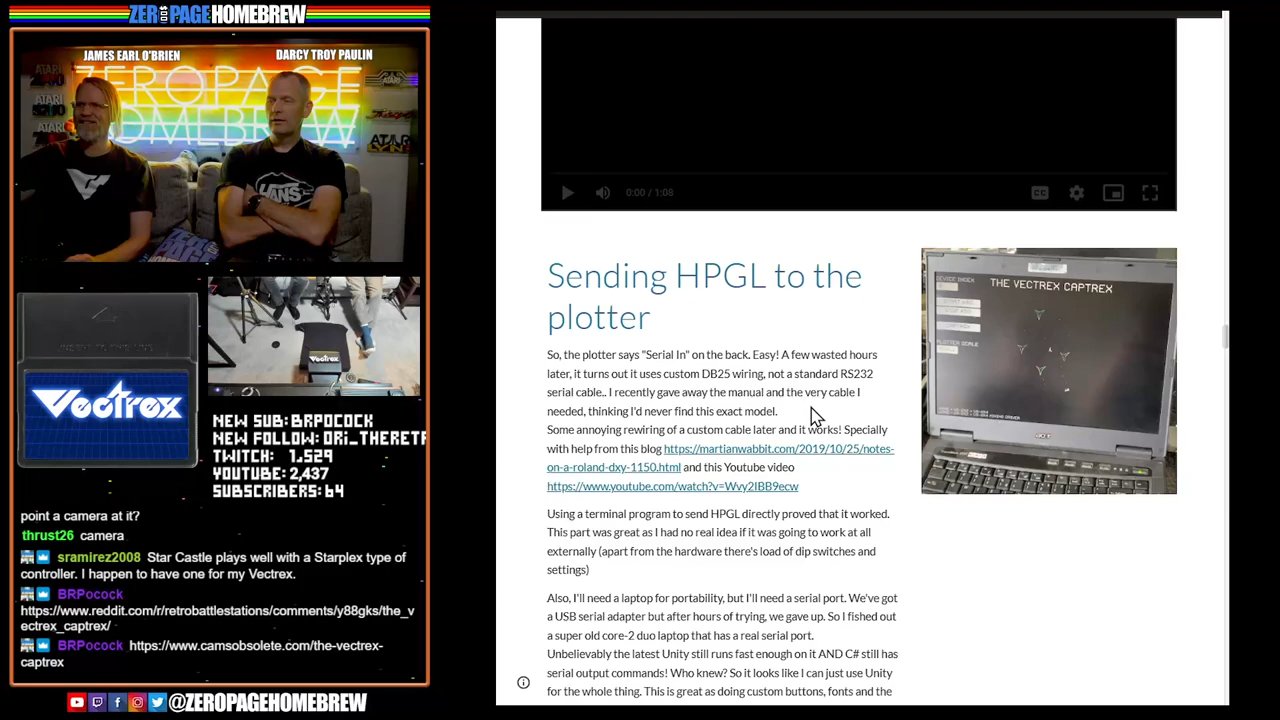 ZEROPAGE HOMEBREW
JAMES EARL O'BRIEN
DARCY TROY PAULIN
ZEROPAGE
HOMEBREW
ATARI
ATARI
ATARI
ATARI
LYNX
VANS
Vectrex
Vectrex
NEW SUB: BRPOCOCK
NEW FOLLOW: ORI_THERETR
TWITCH: 1,529
YOUTUBE: 2,437
SUBSCRIBERS: 64
point a camera at it?
thrust26 camera
sramirez2008 Star Castle plays well with a Starplex type of
controller. I happen to have one for my Vectrex.
BRPocock
https://www.reddit.com/r/retrobattlestations/comments/y88gks/the_v
ectrex_captrex/
BRPocock https://www.camsobsolete.com/the-vectrex-
captrex
@ZEROPAGEHOMEBREW
0:00 / 1:08
CC
Sending HPGL to the
plotter
So, the plotter says "Serial In" on the back. Easy! A few wasted hours
later, it turns out it uses custom DB25 wiring, not a standard RS232
serial cable.. I recently gave away the manual and the very cable I
needed, thinking I'd never find this exact model.
Some annoying rewiring of a custom cable later and it works! Specially
with help from this blog https://martianwabbit.com/2019/10/25/notes-
on-a-roland-dxy-1150.html and this Youtube video
https://www.youtube.com/watch?v=Wvy2IBB9ecw
Using a terminal program to send HPGL directly proved that it worked.
This part was great as I had no real idea if it was going to work at all
externally (apart from the hardware there's load of dip switches and
settings)
Also, I'll need a laptop for portability, but I'll need a serial port. We've got
a USB serial adapter but after hours of trying, we gave up. So I fished out
a super old core-2 duo laptop that has a real serial port.
Unbelievably the latest Unity still runs fast enough on it AND C# still has
serial output commands! Who knew? So it looks like I can just use Unity
for the whole thing. This is great as doing custom buttons, fonts and the
THE VECTREX CAPTREX
acer